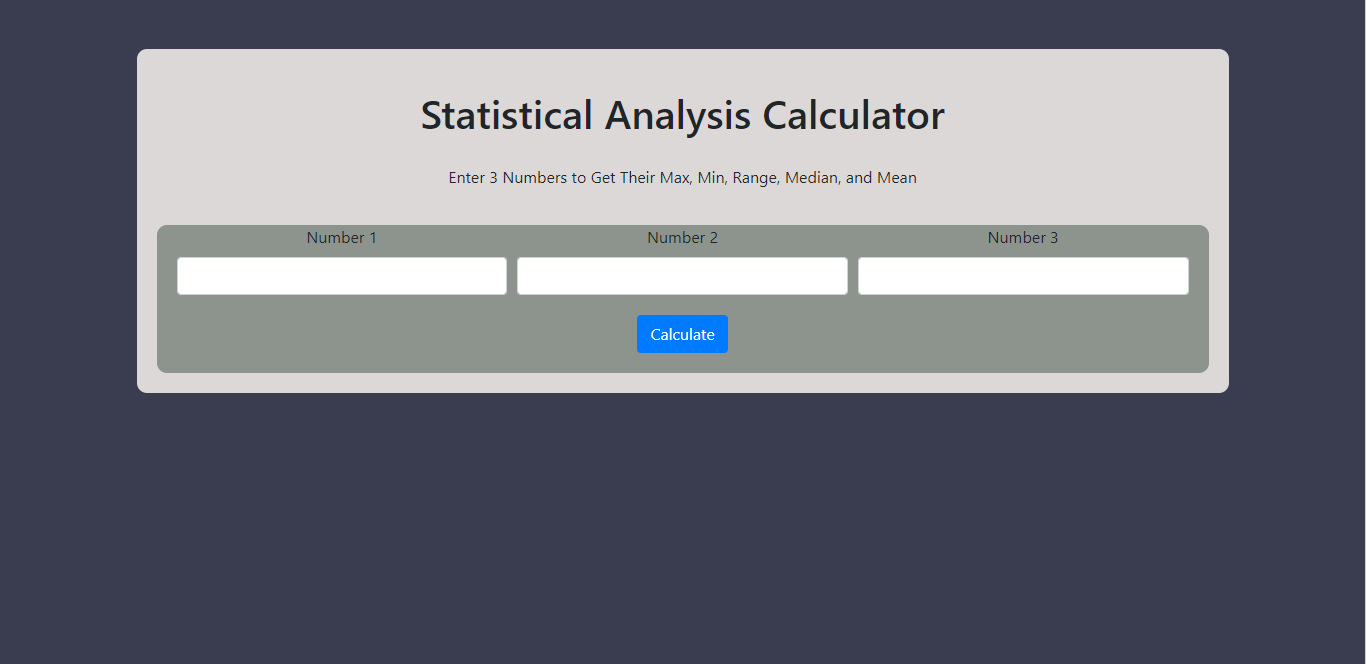 Statistical Analysis Calculator
Enter 3 Numbers to Get Their Max, Min, Range, Median, and Mean
Number 1
Number 2
Number 3
Calculate